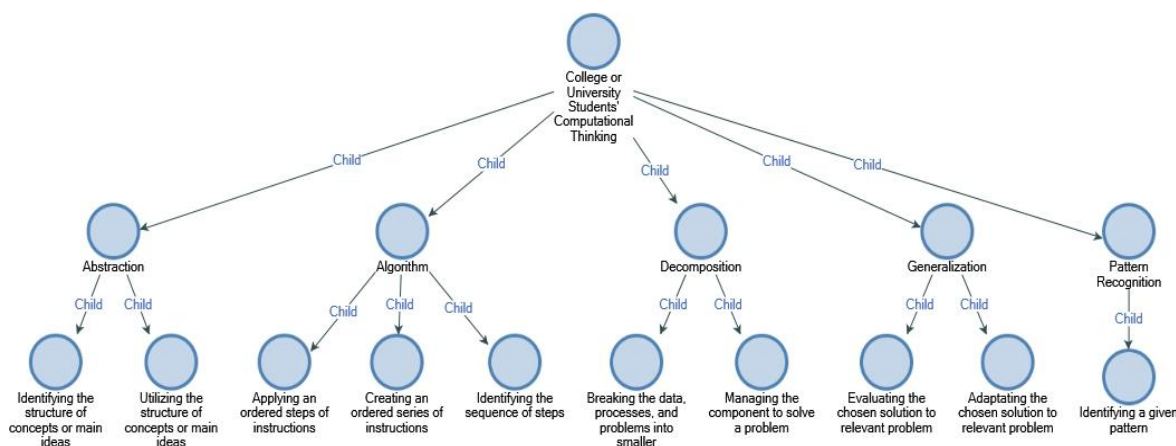 College or
University
Students'
Computational
Thinking
Child
Child
Child
Child
Child
Abstraction
Algorithm
Decomposition
Generalization
Pattern
Recognition
Child
Child
Child
Child
Child
Child
Child
Child
Child
Child
Identifying the
structure of
concepts or main
ideas
Utilizing the
structure of
concepts or main
ideas
Applying an
ordered steps of
instructions
Creating an
ordered series of
instructions
Identifying the
sequence of steps
Breaking the data,
processes, and
problems into
smaller
Managing the
component to solve
a problem
Evaluating the
chosen solution to
relevant problem
Adaptating the
chosen solution to
relevant problem
Identifying a given
pattern